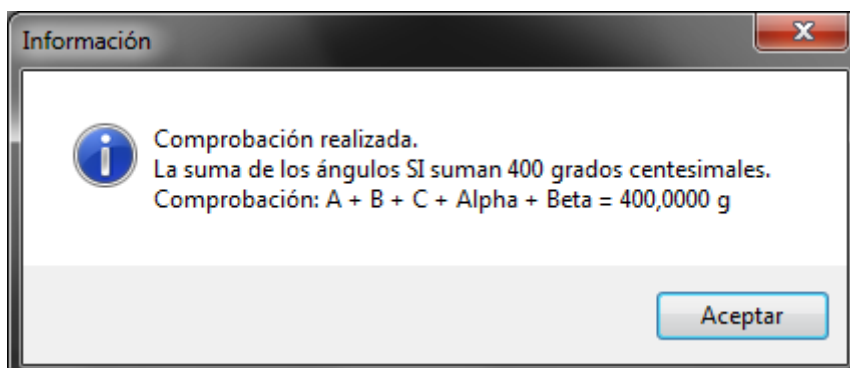 Información
Comprobación realizada.
La suma de los ángulos SI suman 400 grados centesimales.
Comprobación: A + B + C + Alpha + Beta = 400,0000 g
Aceptar